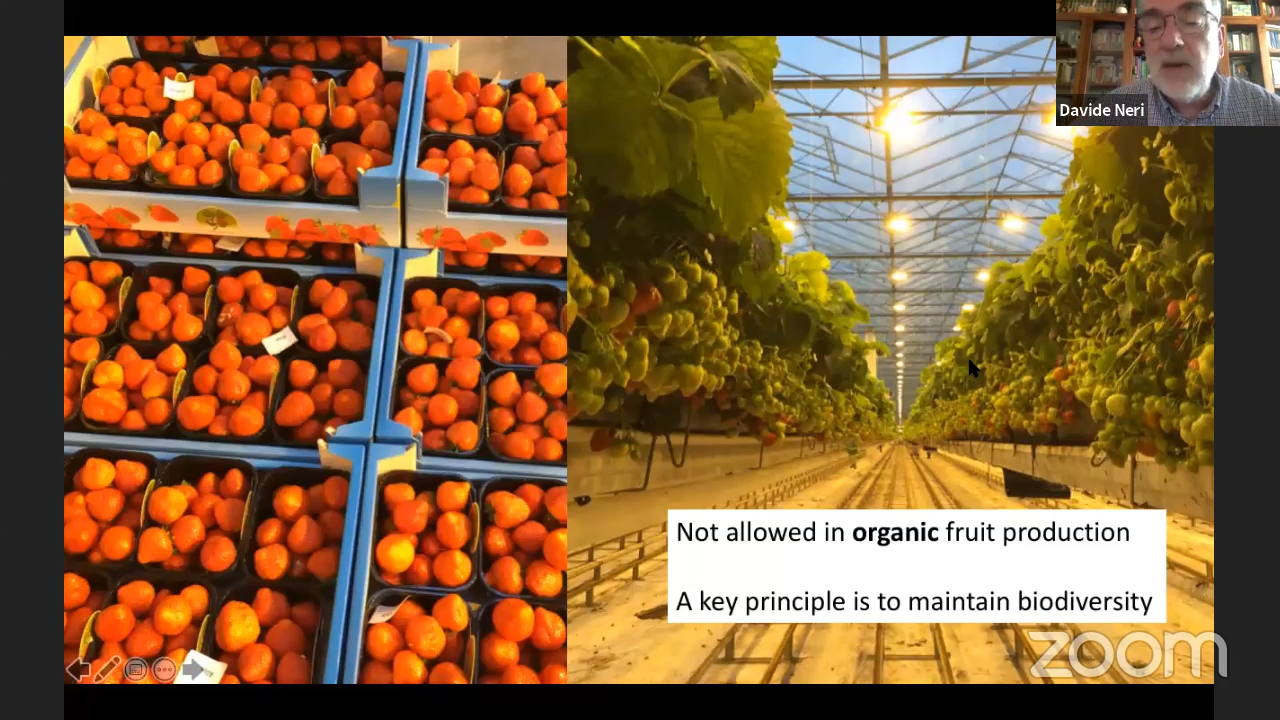 Davide Neri
Not allowed in organic fruit production
A key principle is to maintain biodiversity
zoom